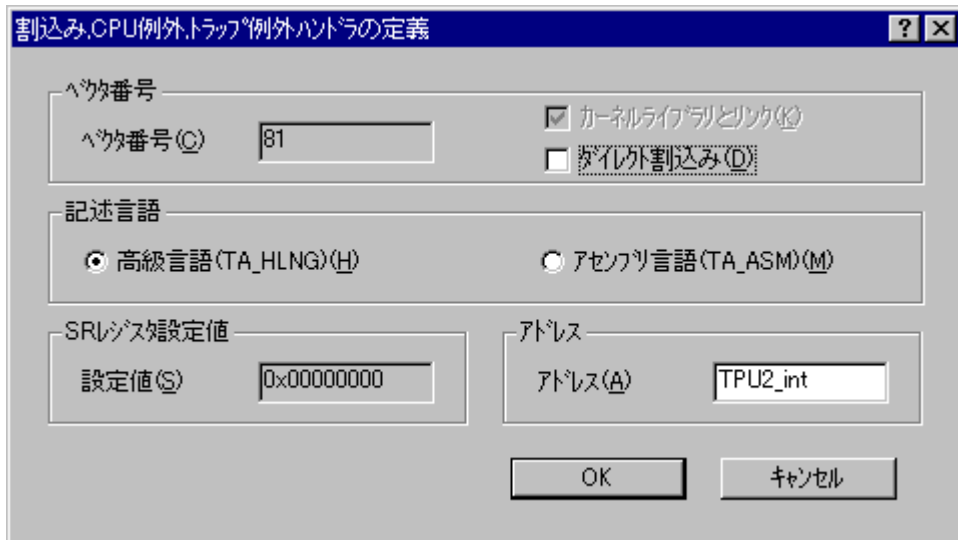 割込み,CPU例外,トラップ例外ハンドラの定義
ベクタ番号
ベクタ番号(C) 81
カーネルライブラリとリンク(K)
ダイレクト割込み(D)
記述言語
高級言語(TA_HLNG)(H)
アセンブリ言語(TA_ASM)(M)
SRレジスタ設定値
設定値(S) 0x00000000
アドレス
アドレス(A) TPU2_int
OK
キャンセル